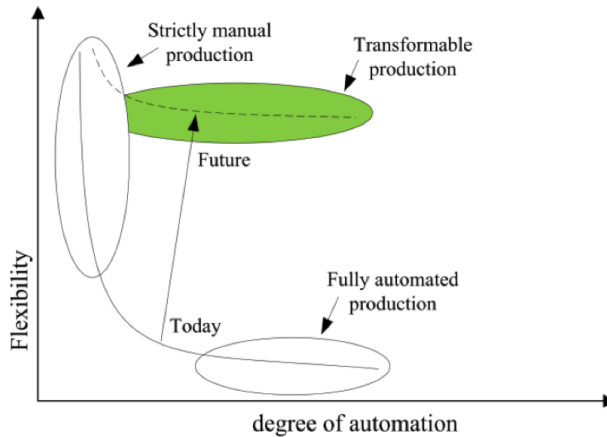 Strictly manual
production
Transformable
production
Future
Flexibility
Fully automated
production
Today
degree of automation